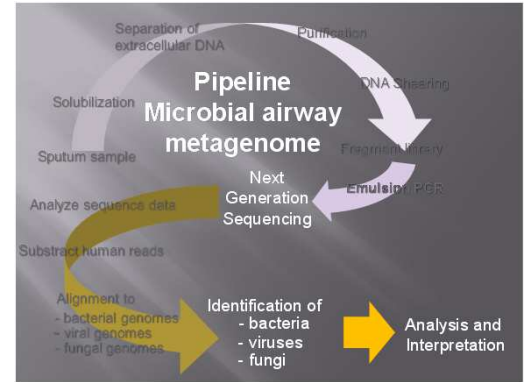 Separation of
extracellular DNA
Purification
Pipeline
Microbial airway
metagenome
Solubilization
DNA Shearing
Sputum sample
Fragment library
Next
Generation
Sequencing
PCR
Analyze sequence data
Substract human reads
Alignment to
- bacterial genomes
- viral genomes
- fungal genomes
Identification of
- bacteria
- viruses
- fungi
Analysis and
Interpretation